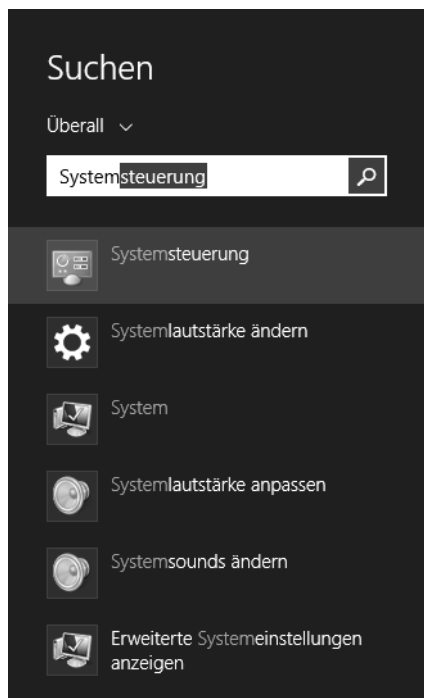 Suchen
Überall
Systemsteuerung
Systemsteuerung
Systemlautstärke ändern
System
Systemlautstärke anpassen
Systemsounds ändern
Erweiterte Systemeinstellungen
anzeigen